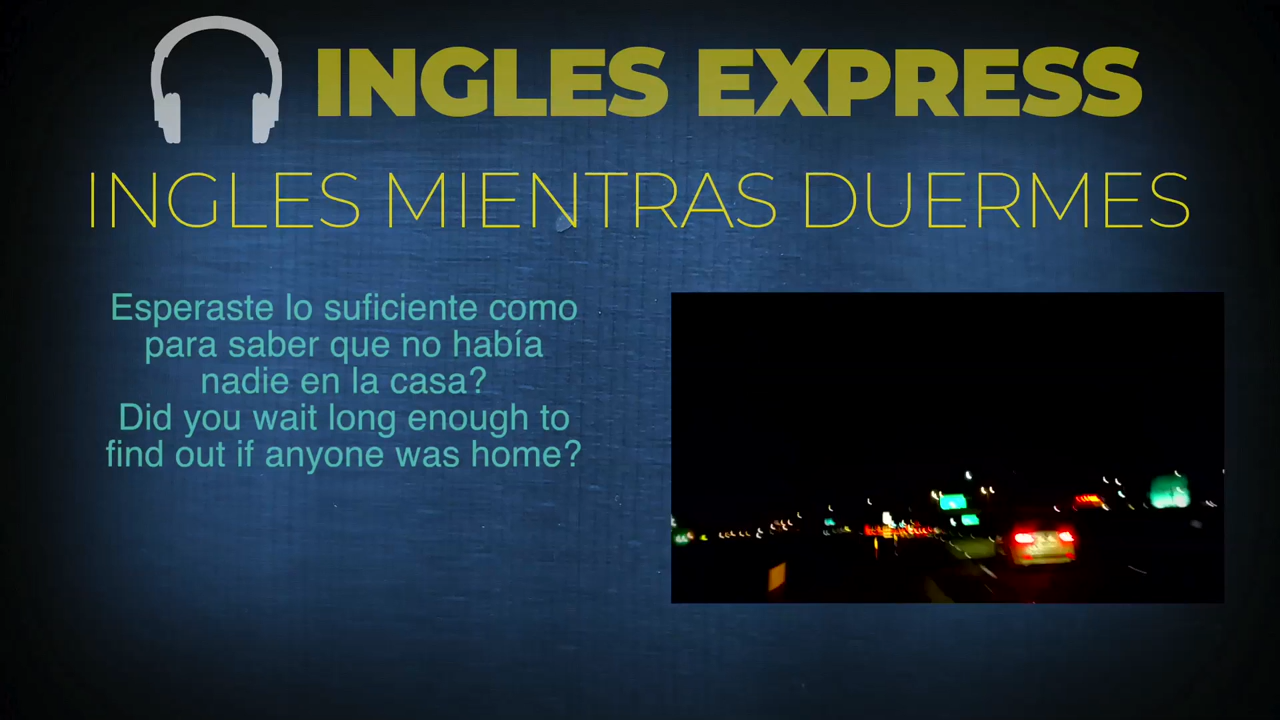 INGLES EXPRESS
INGLES MIENTRAS DUERMES
Esperaste lo suficiente como
para saber que no había
nadie en la casa?
Did you wait long enough to
find out if anyone was home?